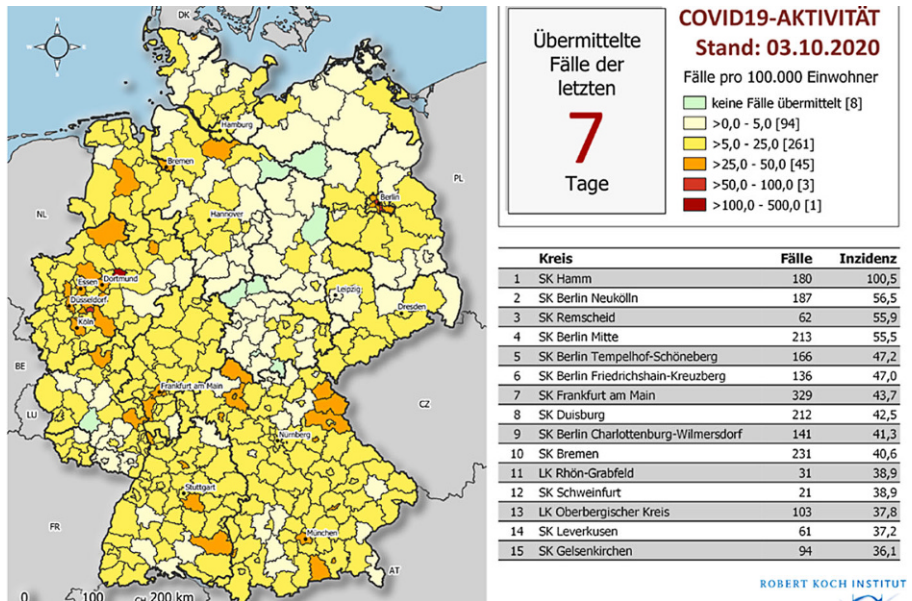 DK
PL
NL
BE
LU
CZ
FR
AT
CH
Hamburg
Bremen
Berlin
Hannover
Essen
Dortmund
Düsseldorf
Köln
Leipzig
Dresden
Frankfurt am Main
Nürnberg
Stuttgart
München
0 100 200 km
Übermittelte
Fälle der
letzten
7
Tage
COVID19-AKTIVITÄT
Stand: 03.10.2020
Fälle pro 100.000 Einwohner
keine Fälle übermittelt [8]
>0,0 - 5,0 [94]
>5,0 - 25,0 [261]
>25,0 - 50,0 [45]
>50,0 - 100,0 [3]
>100,0 - 500,0 [1]
Kreis Fälle Inzidenz
1 SK Hamm 180 100,5
2 SK Berlin Neukölln 187 56,5
3 SK Remscheid 62 55,9
4 SK Berlin Mitte 213 55,5
5 SK Berlin Tempelhof-Schöneberg 166 47,2
6 SK Berlin Friedrichshain-Kreuzberg 136 47,0
7 SK Frankfurt am Main 329 43,7
8 SK Duisburg 212 42,5
9 SK Berlin Charlottenburg-Wilmersdorf 141 41,3
10 SK Bremen 231 40,6
11 LK Rhön-Grabfeld 31 38,9
12 SK Schweinfurt 21 38,9
13 LK Oberbergischer Kreis 103 37,8
14 SK Leverkusen 61 37,2
15 SK Gelsenkirchen 94 36,1
ROBERT KOCH INSTITUT